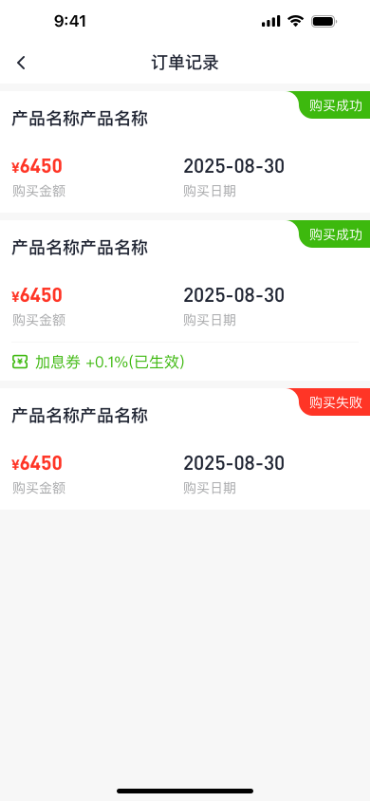 9:41
订单记录
购买成功
产品名称产品名称
¥6450 2025-08-30
购买金额 购买日期
购买成功
产品名称产品名称
¥6450 2025-08-30
购买金额 购买日期
加息券 +0.1%(已生效)
购买失败
产品名称产品名称
¥6450 2025-08-30
购买金额 购买日期